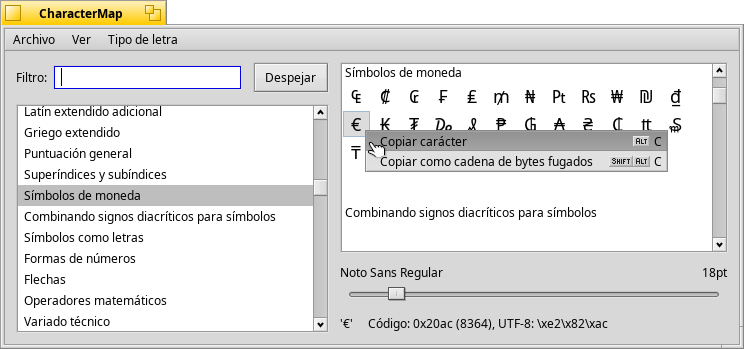 CharacterMap
Archivo Ver Tipo de letra
Filtro: Despejar
Latín extendido adicional
Griego extendido
Puntuación general
Superíndices y subíndices
Símbolos de moneda
Combinando signos diacríticos para símbolos
Símbolos como letras
Formas de números
Flechas
Operadores matemáticos
Variado técnico
Símbolos de moneda
₠ ₡ ₢ ₣ ₤ ₥ ₦ ₧ ₨ ₩ ₪ ₫
€ ₭ ₮ ₯ ₰ ₱ ₲ ₳ ₴ ₵ ₶ ₷
₸
Copiar carácter ALT C
Copiar como cadena de bytes fugados SHIFT ALT C
Combinando signos diacríticos para símbolos
Noto Sans Regular 18pt
'€' Código: 0x20ac (8364), UTF-8: \xe2\x82\xac